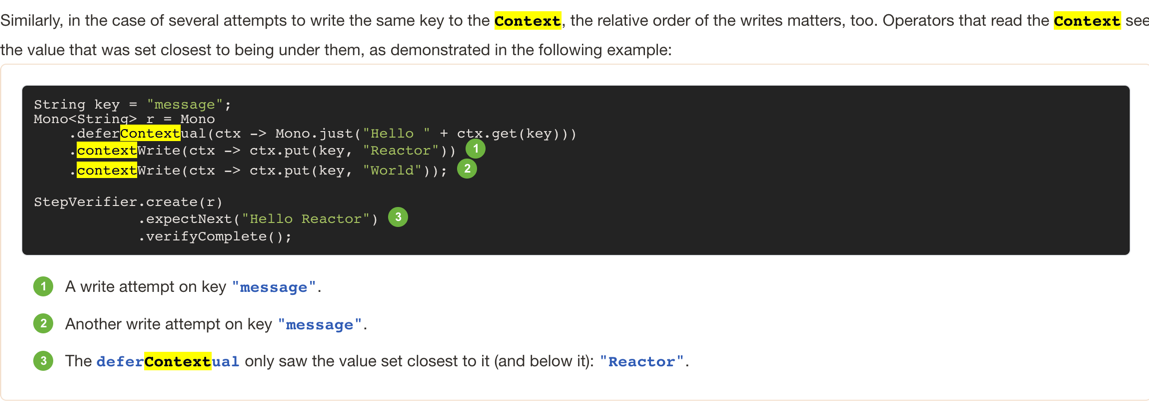 Similarly, in the case of several attempts to write the same key to the Context, the relative order of the writes matters, too. Operators that read the Context see
the value that was set closest to being under them, as demonstrated in the following example:
String key = "message";
Mono<String> r = Mono
    .deferContextual(ctx -> Mono.just("Hello " + ctx.get(key)))
    .contextWrite(ctx -> ctx.put(key, "Reactor")) 1
    .contextWrite(ctx -> ctx.put(key, "World")); 2
StepVerifier.create(r)
            .expectNext("Hello Reactor") 3
            .verifyComplete();
1 A write attempt on key "message".
2 Another write attempt on key "message".
3 The deferContextual only saw the value set closest to it (and below it): "Reactor".